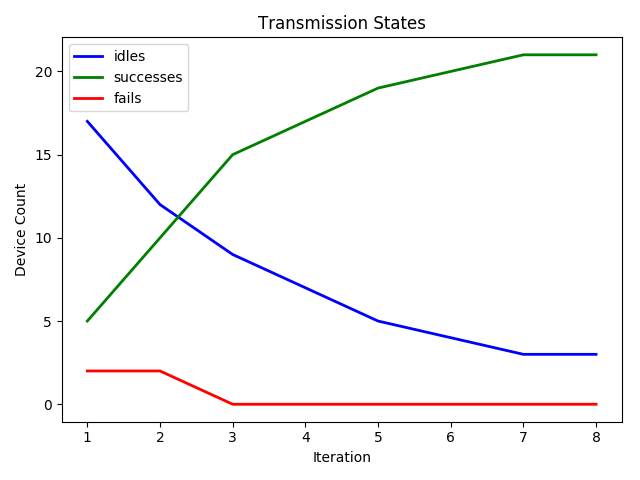 Transmission States
idles
successes
fails
Device Count
20
15
10
5
0
1 2 3 4 5 6 7 8
Iteration